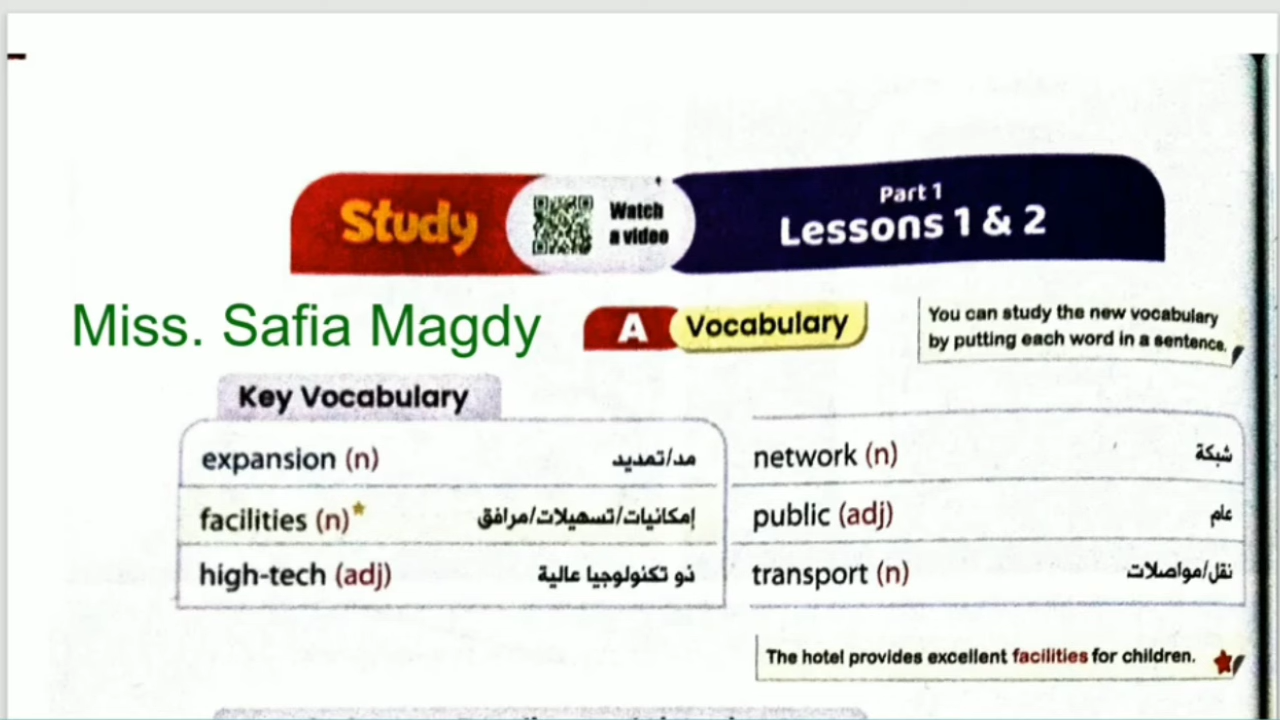 Study
Watch
a video
Part 1
Lessons 1 & 2
Miss. Safia Magdy
A Vocabulary
You can study the new vocabulary
by putting each word in a sentence.
Key Vocabulary
expansion (n) مد/تمديد
facilities (n)* إمكانيات/تسهيلات/مرافق
high-tech (adj) ذو تكنولوجيا عالية
network (n) شبكة
public (adj) عام
transport (n) نقل/مواصلات
The hotel provides excellent facilities for children.